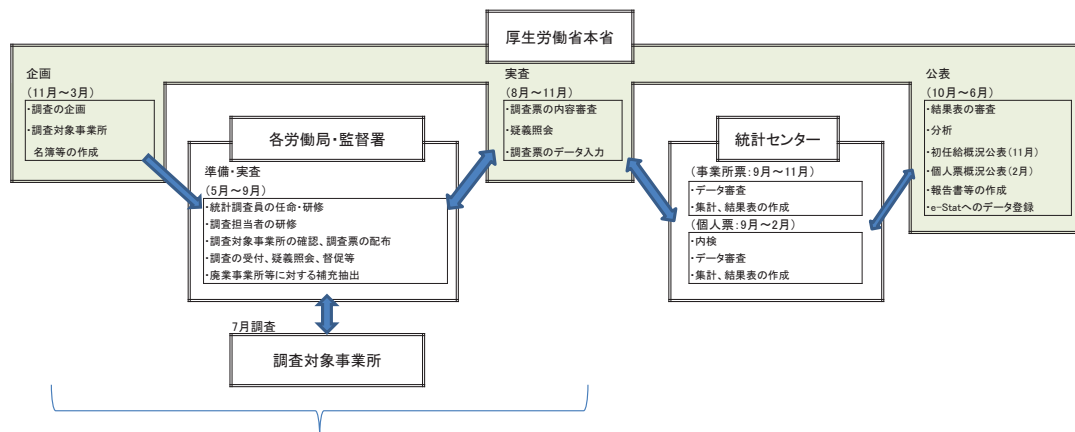 厚生労働省本省
企画
(11月～3月)
・調査の企画
・調査対象事業所
名簿等の作成
実査
(8月～11月)
・調査票の内容審査
・疑義照会
・調査票のデータ入力
公表
(10月～6月)
・結果表の審査
・分析
・初任給概況公表(11月)
・個人票概況公表(2月)
・報告書等の作成
・e-Statへのデータ登録
各労働局・監督署
準備・実査
(5月～9月)
・統計調査員の任命・研修
・調査担当者の研修
・調査対象事業所の確認、調査票の配布
・調査の受付、疑義照会、督促等
・廃業事業所等に対する補充抽出
統計センター
(事業所票:9月～11月)
・データ審査
・集計、結果表の作成
(個人票:9月～2月)
・内検
・データ審査
・集計、結果表の作成
7月調査
調査対象事業所